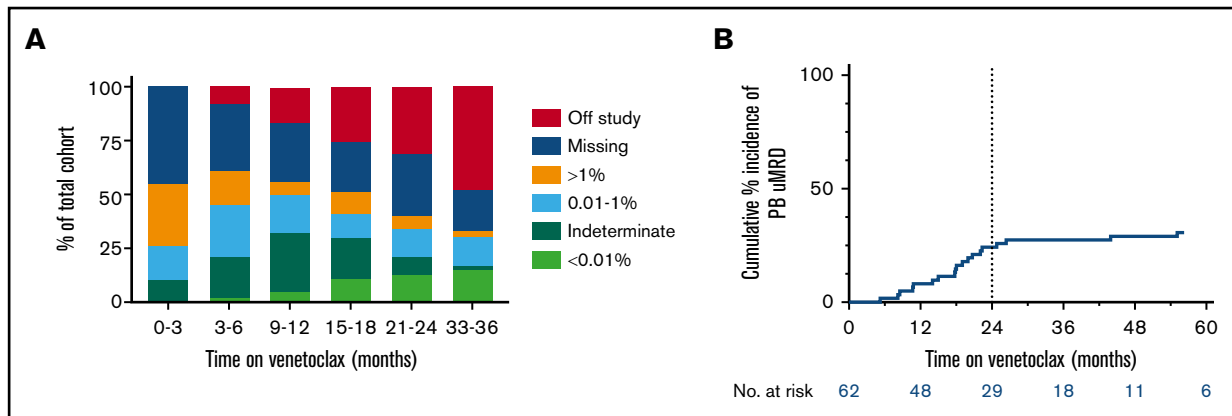 A
% of total cohort
100
75
50
25
0
0-3 3-6 9-12 15-18 21-24 33-36
Time on venetoclax (months)
Off study
Missing
>1%
0.01-1%
Indeterminate
<0.01%
B
Cumulative % incidence of
PB uMRD
100
50
0
0 12 24 36 48 60
Time on venetoclax (months)
No. at risk 62 48 29 18 11 6